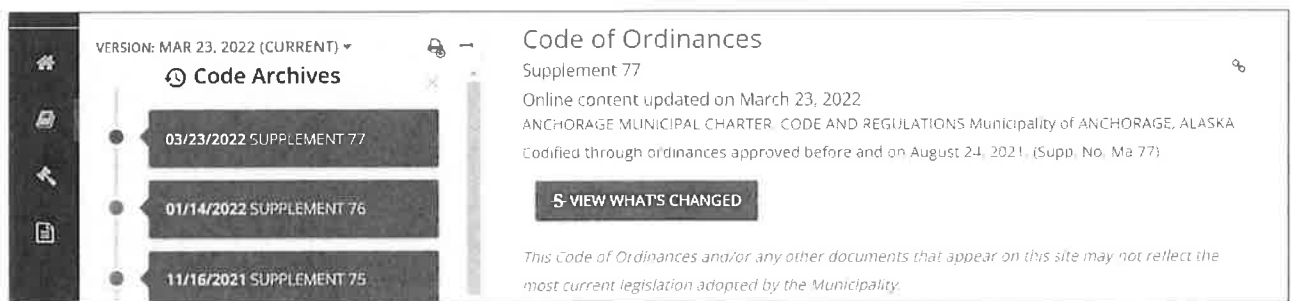 VERSION: MAR 23, 2022 (CURRENT)
Code Archives
03/23/2022 SUPPLEMENT 77
01/14/2022 SUPPLEMENT 76
11/16/2021 SUPPLEMENT 75
Code of Ordinances
Supplement 77
Online content updated on March 23, 2022
ANCHORAGE MUNICIPAL CHARTER, CODE AND REGULATIONS Municipality of ANCHORAGE, ALASKA
Codified through ordinances approved before and on August 24, 2021. (Supp. No. Ma 77)
VIEW WHAT'S CHANGED
This Code of Ordinances and/or any other documents that appear on this site may not reflect the
most current legislation adopted by the Municipality.